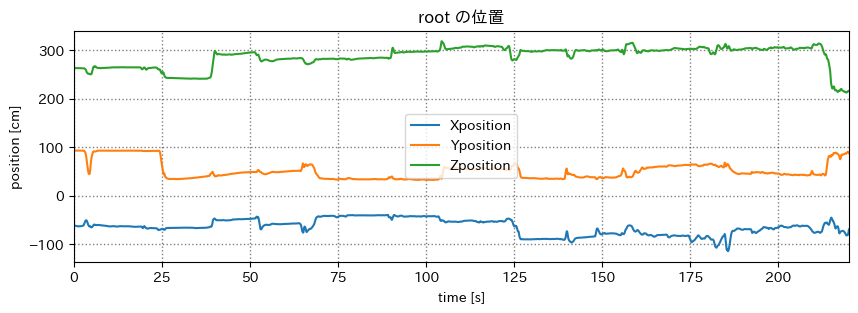 root の位置
position [cm]
300
200
100
0
−100
Xposition
Yposition
Zposition
0
25
50
75
100
125
150
175
200
time [s]